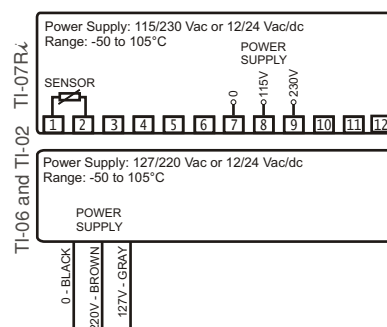 TI-07Ri
Power Supply: 115/230 Vac or 12/24 Vac/dc
Range: -50 to 105°C
POWER
SUPPLY
SENSOR
0
115V
230V
1 2 3 4 5 6 7 8 9 10 11 12
TI-06 and TI-02
Power Supply: 127/220 Vac or 12/24 Vac/dc
Range: -50 to 105°C
POWER
SUPPLY
0 - BLACK
220V - BROWN
127V - GRAY